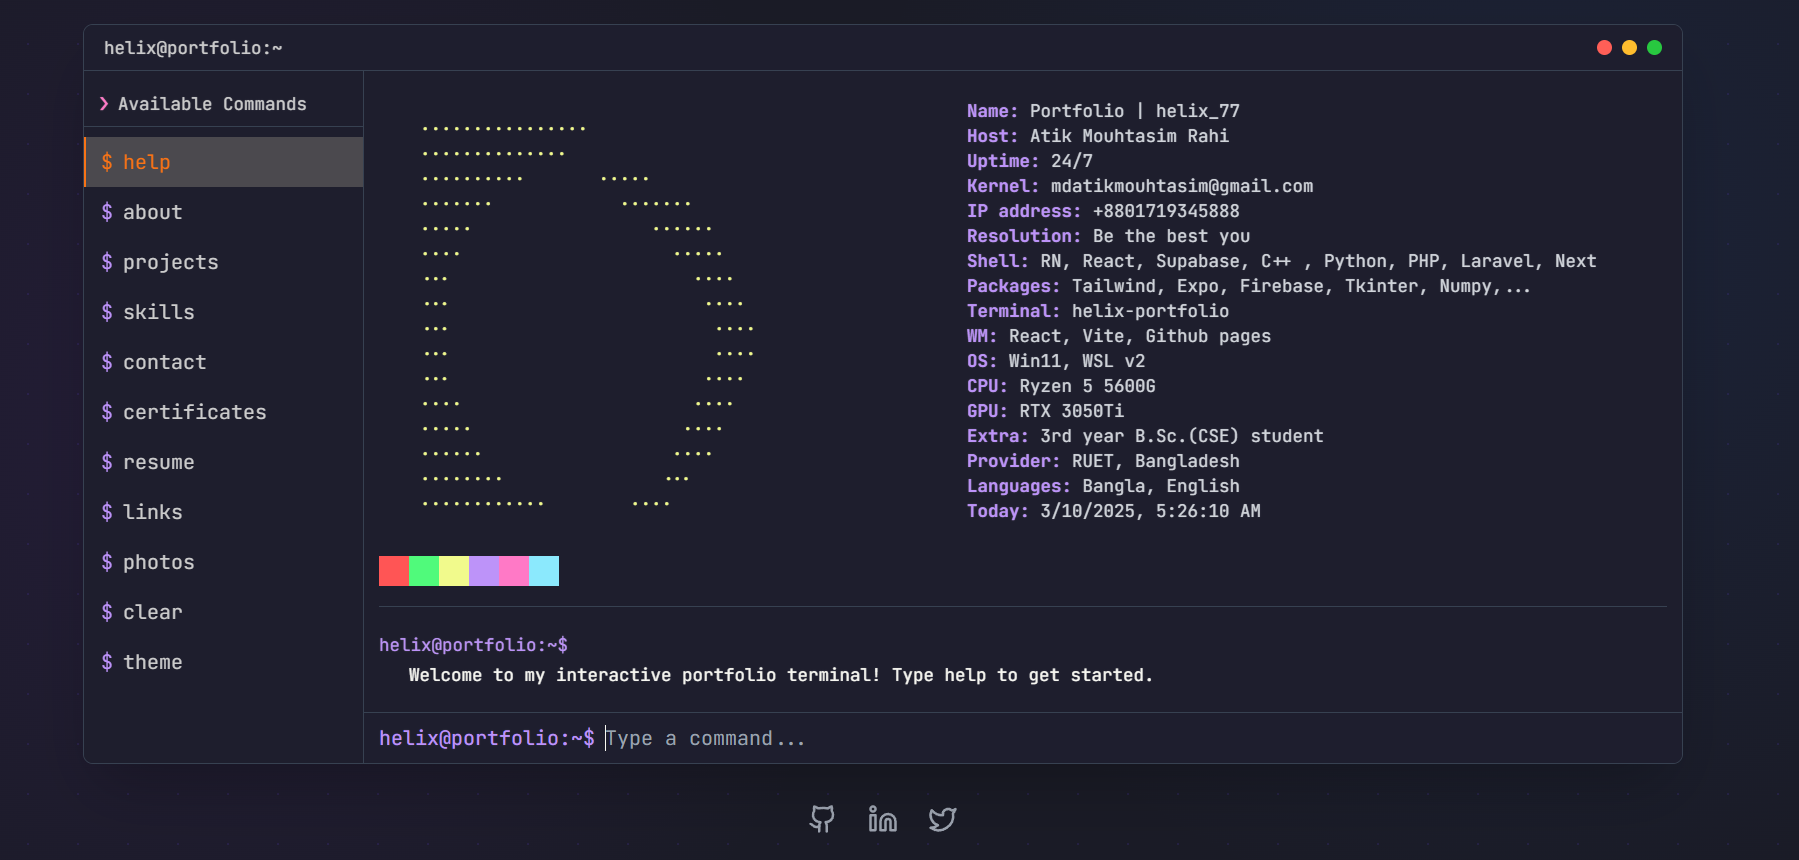 helix@portfolio:~
❯ Available Commands
$ help
$ about
$ projects
$ skills
$ contact
$ certificates
$ resume
$ links
$ photos
$ clear
$ theme
Name: Portfolio | helix_77
Host: Atik Mouhtasim Rahi
Uptime: 24/7
Kernel: mdatikmouhtasim@gmail.com
IP address: +8801719345888
Resolution: Be the best you
Shell: RN, React, Supabase, C++ , Python, PHP, Laravel, Next
Packages: Tailwind, Expo, Firebase, Tkinter, Numpy,...
Terminal: helix-portfolio
WM: React, Vite, Github pages
OS: Win11, WSL v2
CPU: Ryzen 5 5600G
GPU: RTX 3050Ti
Extra: 3rd year B.Sc.(CSE) student
Provider: RUET, Bangladesh
Languages: Bangla, English
Today: 3/10/2025, 5:26:10 AM
helix@portfolio:~$
Welcome to my interactive portfolio terminal! Type help to get started.
helix@portfolio:~$ Type a command...